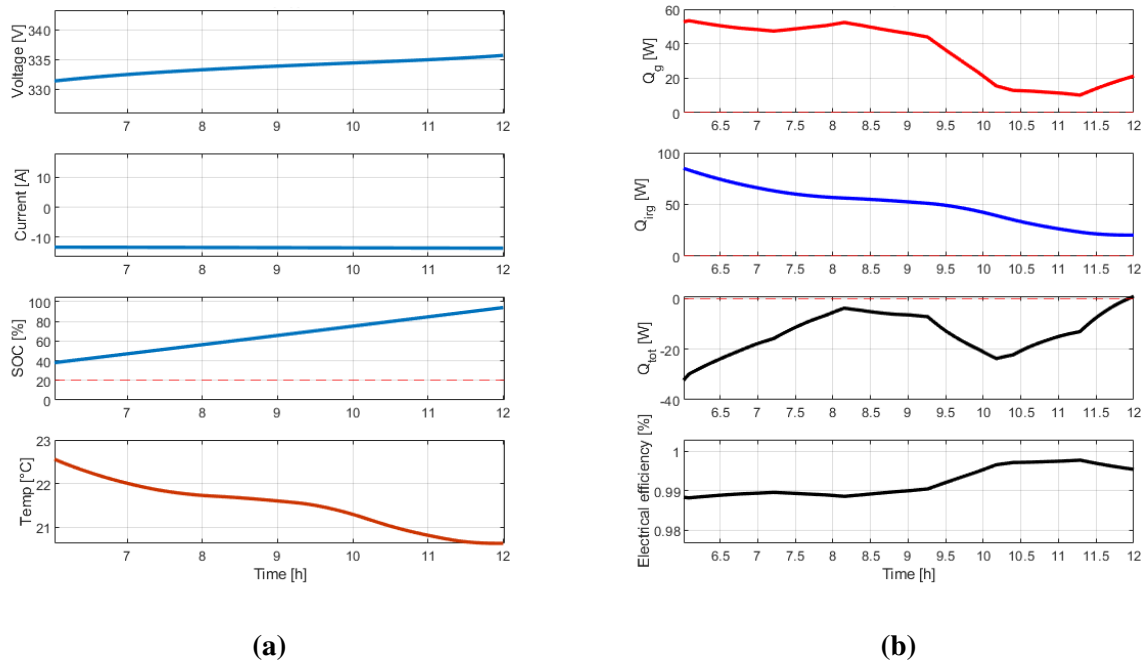 Voltage [V]
340
335
330
7 8 9 10 11 12
Current [A]
10
0
-10
7 8 9 10 11 12
SOC [%]
100
80
60
40
20
0
7 8 9 10 11 12
Temp [°C]
23
22
21
7 8 9 10 11 12
Time [h]
(a)
Q_g [W]
60
40
20
0
6.5 7 7.5 8 8.5 9 9.5 10 10.5 11 11.5 12
Q_irg [W]
100
50
0
6.5 7 7.5 8 8.5 9 9.5 10 10.5 11 11.5 12
Q_tot [W]
0
-20
-40
6.5 7 7.5 8 8.5 9 9.5 10 10.5 11 11.5 12
Electrical efficiency [%]
1
0.99
0.98
6.5 7 7.5 8 8.5 9 9.5 10 10.5 11 11.5 12
Time [h]
(b)